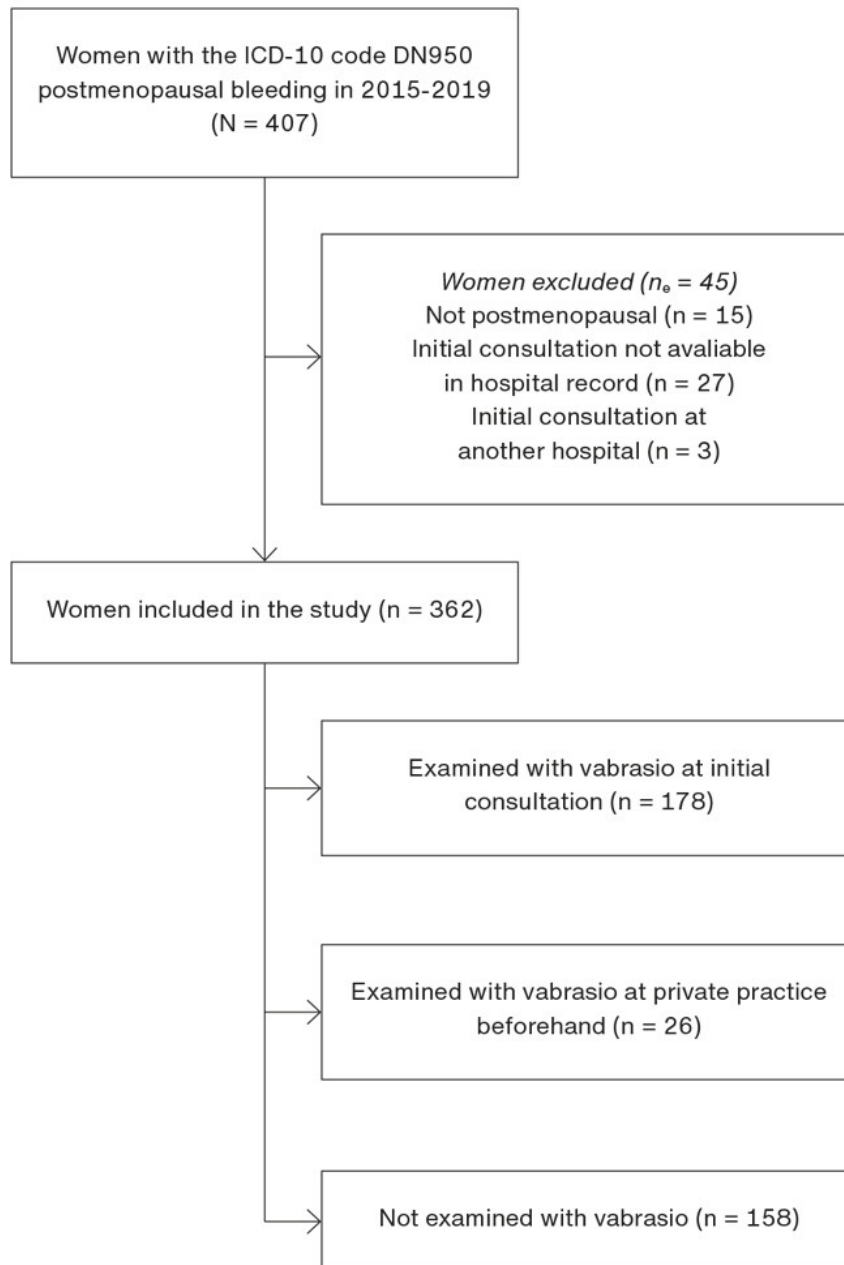 Women with the ICD-10 code DN950
postmenopausal bleeding in 2015-2019
(N = 407)
Women excluded (nₑ = 45)
Not postmenopausal (n = 15)
Initial consultation not avaliable
in hospital record (n = 27)
Initial consultation at
another hospital (n = 3)
Women included in the study (n = 362)
Examined with vabrasio at initial
consultation (n = 178)
Examined with vabrasio at private practice
beforehand (n = 26)
Not examined with vabrasio (n = 158)